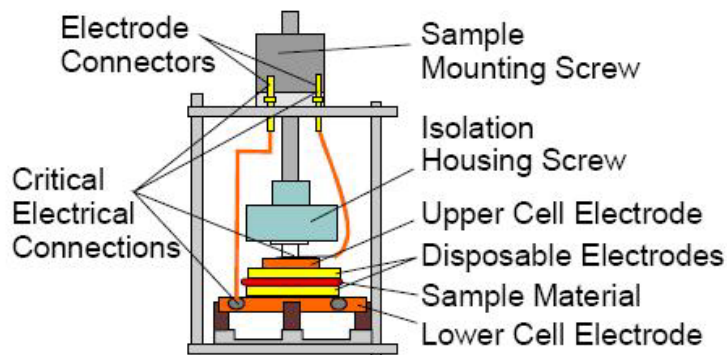 Electrode
Connectors
Sample
Mounting Screw
Isolation
Housing Screw
Critical
Electrical
Connections
Upper Cell Electrode
Disposable Electrodes
Sample Material
Lower Cell Electrode